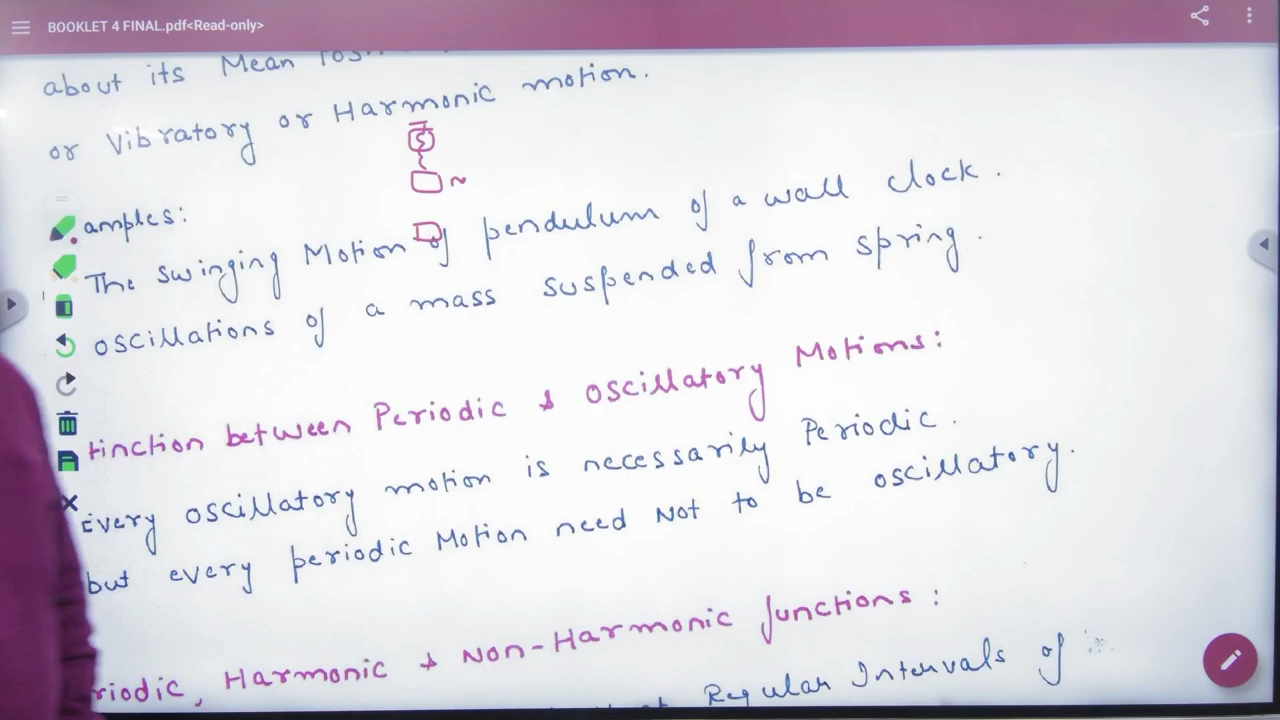 BOOKLET 4 FINAL.pdf<Read-only>
about its Mean
or Vibratory or Harmonic motion.
amples:
The swinging Motion of pendulum of a wall clock.
oscillations of a mass suspended from spring.
tinction between Periodic & Oscillatory Motions:
Every oscillatory motion is necessarily Periodic.
but every periodic Motion need Not to be oscillatory.
riodic, Harmonic & Non-Harmonic functions:
Regular Intervals of